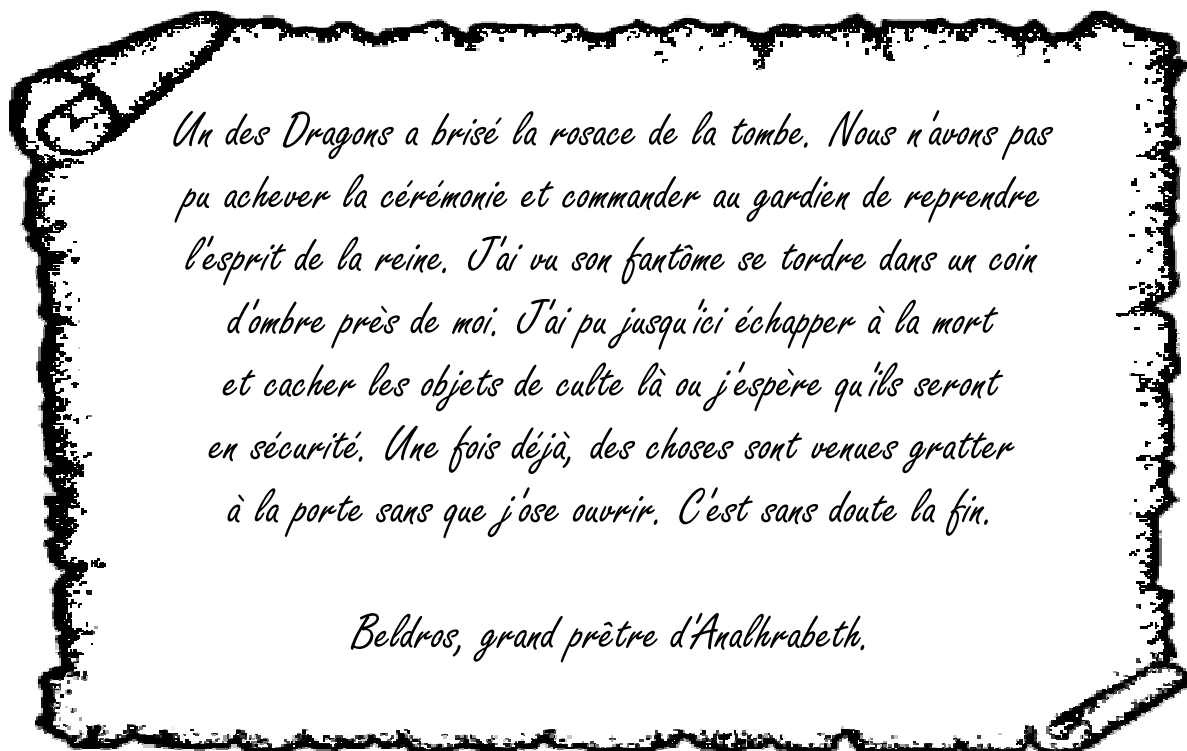 Un des Dragons a brisé la rosace de la tombe. Nous n'avons pas
pu achever la cérémonie et commander au gardien de reprendre
l'esprit de la reine. J'ai vu son fantôme se tordre dans un coin
d'ombre près de moi. J'ai pu jusqu'ici échapper à la mort
et cacher les objets de culte là ou j'espère qu'ils seront
en sécurité. Une fois déjà, des choses sont venues gratter
à la porte sans que j'ose ouvrir. C'est sans doute la fin.
Beldros, grand prêtre d'Analhrabeth.